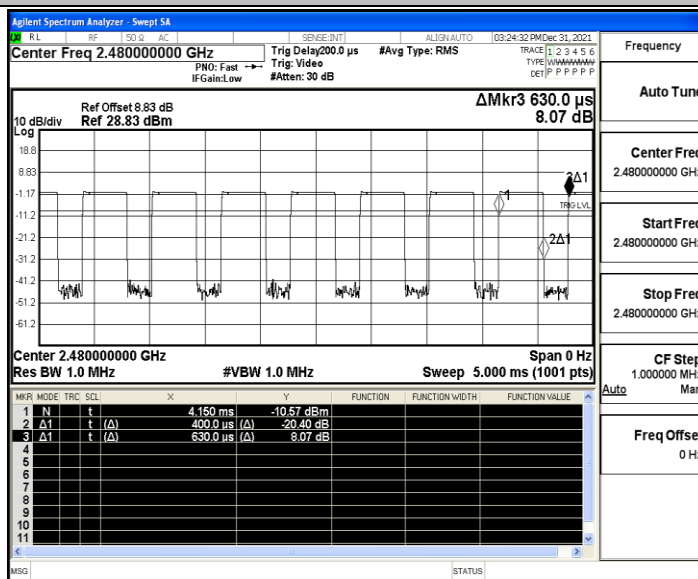 Agilent Spectrum Analyzer - Swept SA
RL RF 50 Ω AC SENSE:INT ALIGN AUTO 03:24:32 PM Dec 31, 2021
Center Freq 2.480000000 GHz
PNO: Fast
IFGain:Low
Trig Delay200.0 µs
Trig: Video
#Atten: 30 dB
#Avg Type: RMS
TRACE 1 2 3 4 5 6
TYPE WWWWWW
DET P P P P P P
Ref Offset 8.83 dB
Ref 28.83 dBm
10 dB/div
Log
ΔMkr3 630.0 µs
8.07 dB
18.8
8.83
-1.17
-11.2
-21.2
-31.2
-41.2
-51.2
-61.2
3Δ1
1
TRIG LVL
2Δ1
Center 2.480000000 GHz Span 0 Hz
Res BW 1.0 MHz #VBW 1.0 MHz Sweep 5.000 ms (1001 pts)
MKR MODE TRC SCL X Y FUNCTION FUNCTION WIDTH FUNCTION VALUE
1 N t 4.150 ms -10.57 dBm
2 Δ1 t (Δ) 400.0 µs (Δ) -20.40 dB
3 Δ1 t (Δ) 630.0 µs (Δ) 8.07 dB
4
5
6
7
8
9
10
11
MSG STATUS
Frequency
Auto Tune
Center Freq
2.480000000 GHz
Start Freq
2.480000000 GHz
Stop Freq
2.480000000 GHz
CF Step
1.000000 MHz
Auto Man
Freq Offset
0 Hz